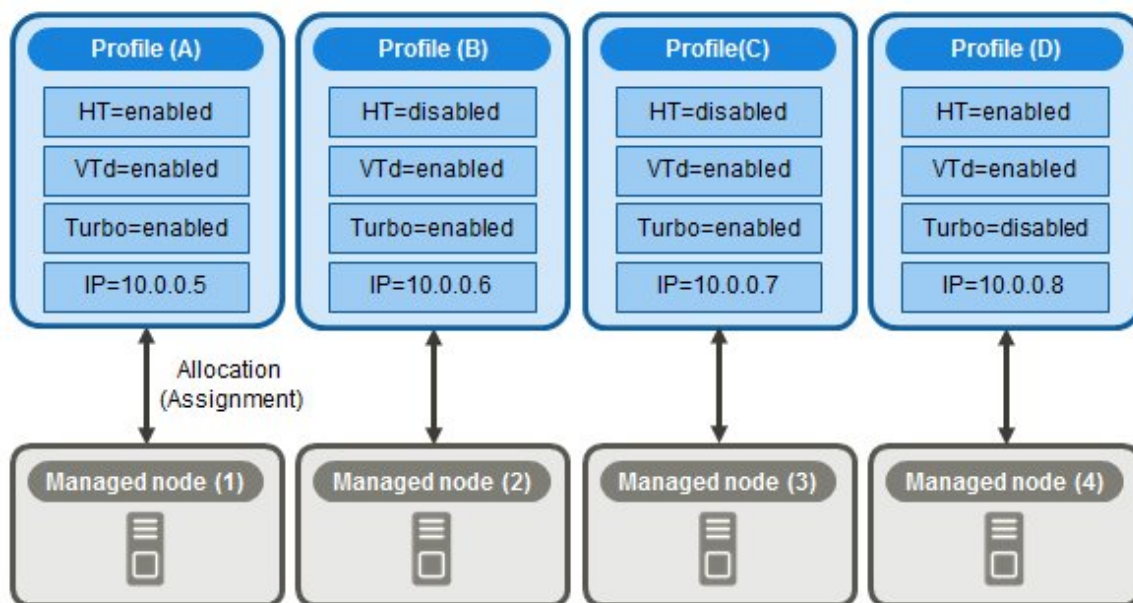 Profile (A)
HT=enabled
VTd=enabled
Turbo=enabled
IP=10.0.0.5
Profile (B)
HT=disabled
VTd=enabled
Turbo=enabled
IP=10.0.0.6
Profile(C)
HT=disabled
VTd=enabled
Turbo=enabled
IP=10.0.0.7
Profile (D)
HT=enabled
VTd=enabled
Turbo=disabled
IP=10.0.0.8
Allocation
(Assignment)
Managed node (1)
Managed node (2)
Managed node (3)
Managed node (4)